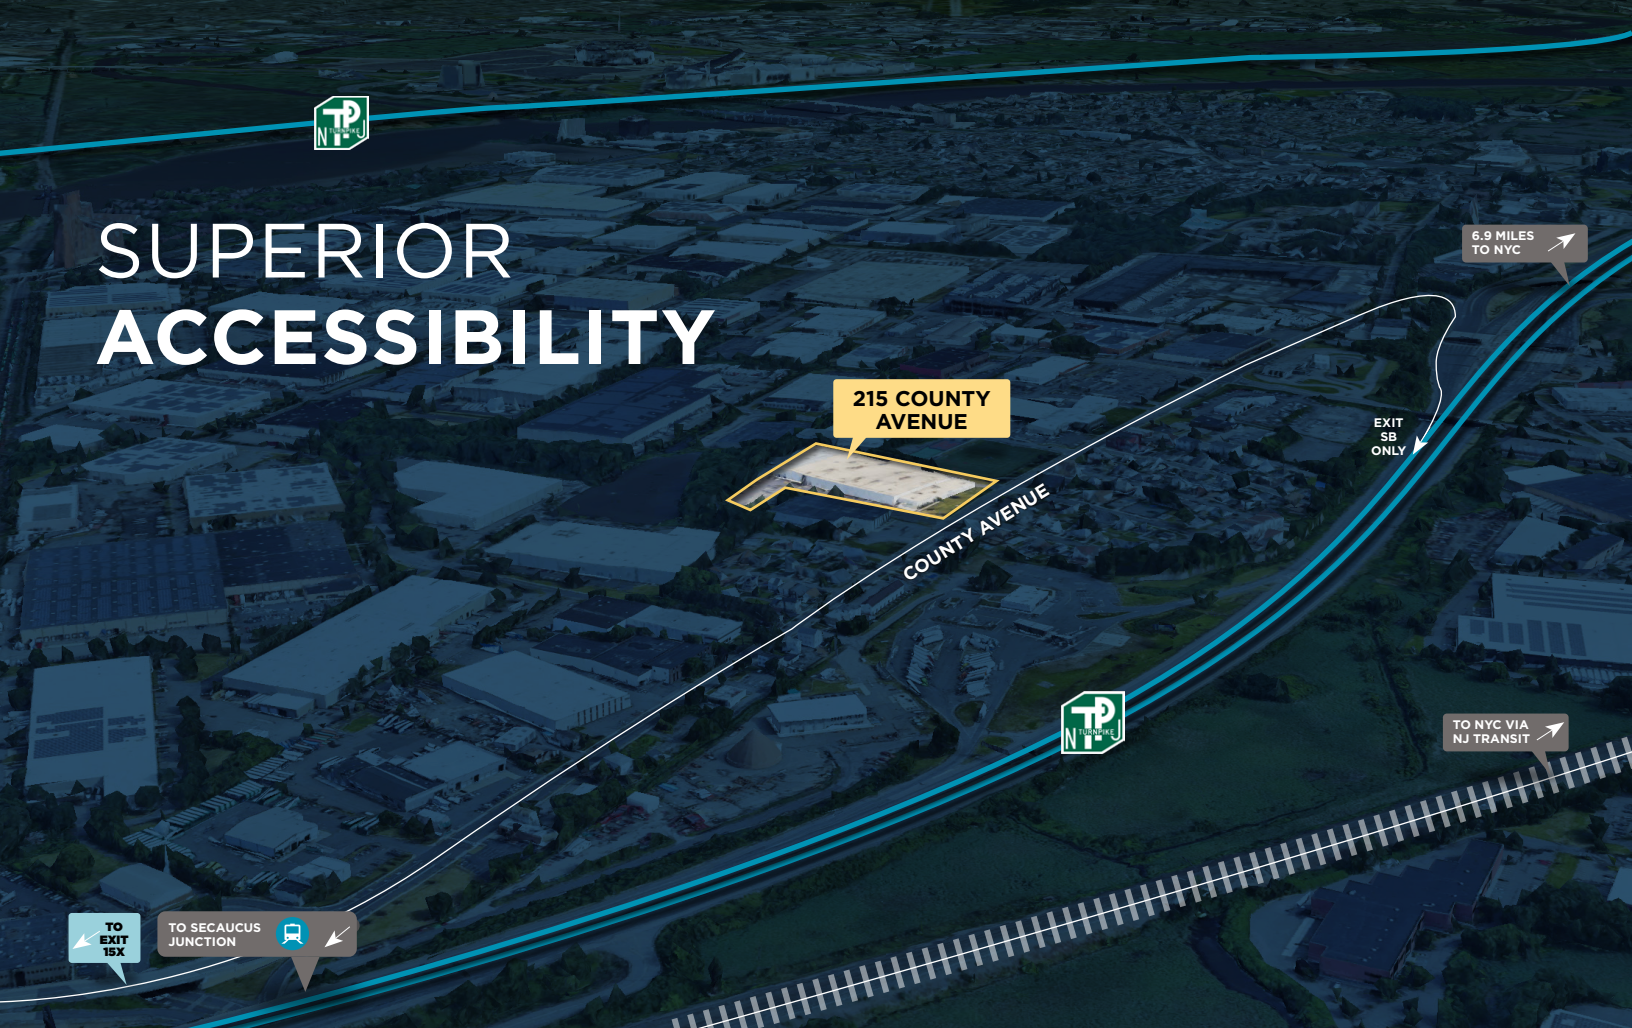 N TP J
TURNPIKE
SUPERIOR
ACCESSIBILITY
6.9 MILES
TO NYC
215 COUNTY
AVENUE
EXIT
SB
ONLY
COUNTY AVENUE
N TP J
TURNPIKE
TO NYC VIA
NJ TRANSIT
TO
EXIT
15X
TO SECAUCUS
JUNCTION